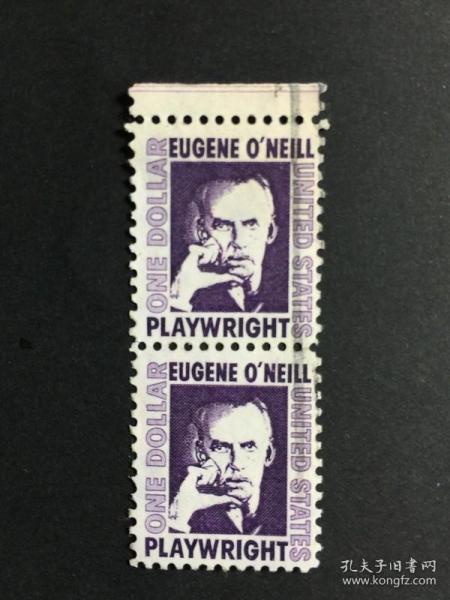 EUGENE O'NEILL
ONE DOLLAR
UNITED STATES
PLAYWRIGHT
EUGENE O'NEILL
ONE DOLLAR
UNITED STATES
PLAYWRIGHT
孔夫子旧书网
www.kongfz.com